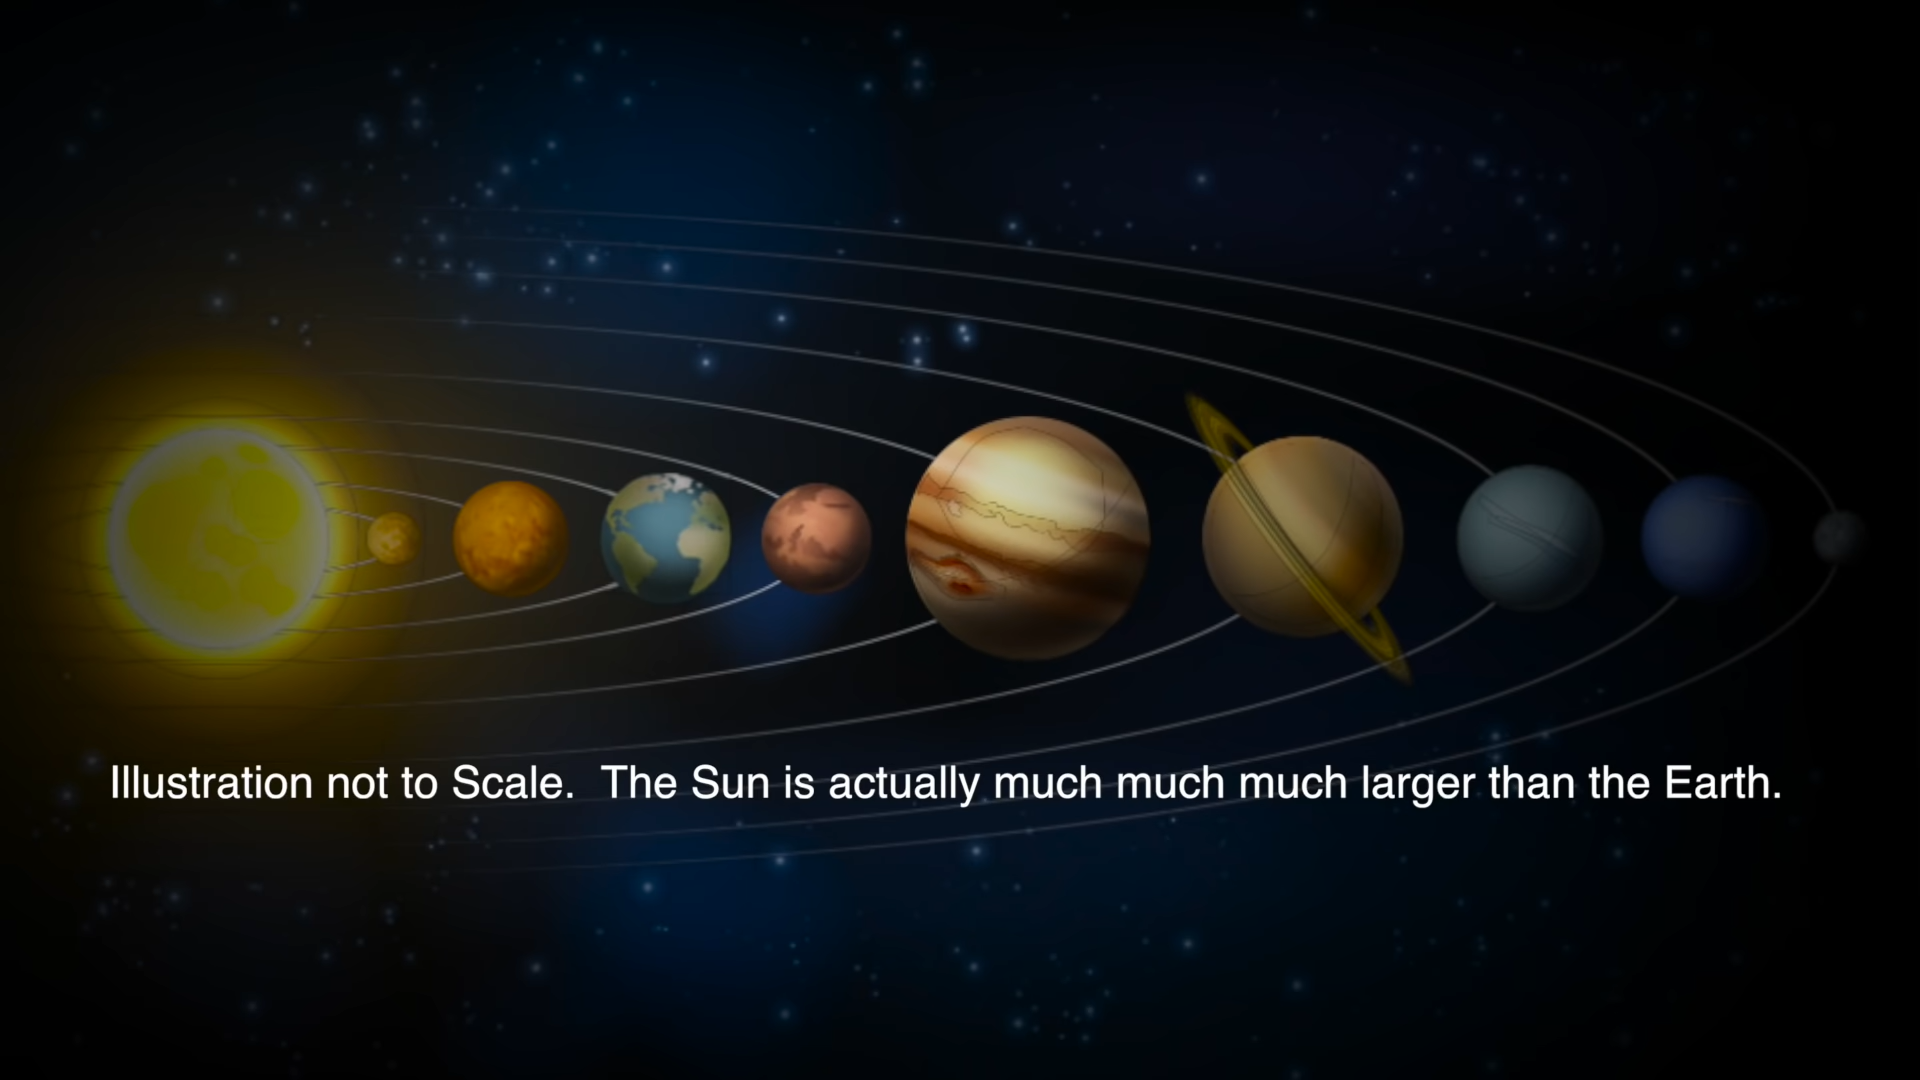 Illustration not to Scale.  The Sun is actually much much much larger than the Earth.